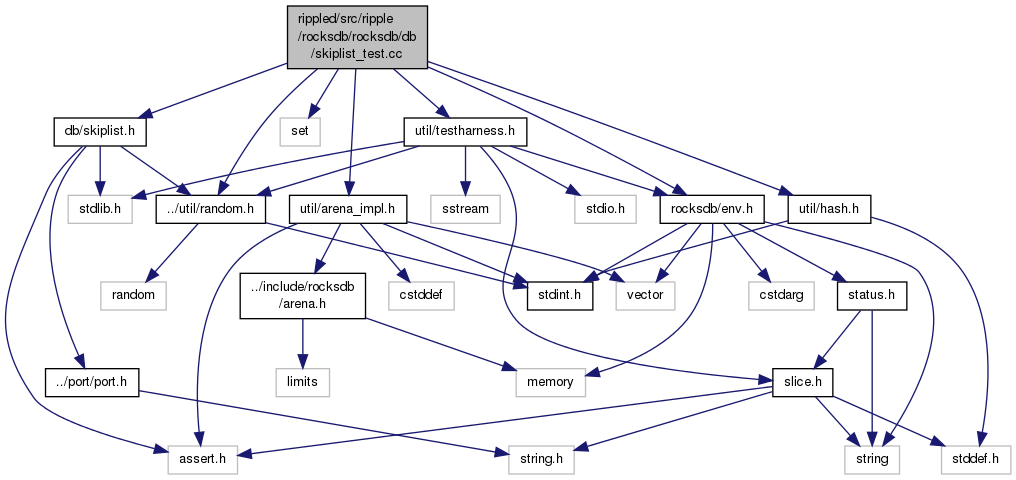 rippled/src/ripple
/rocksdb/rocksdb/db
/skiplist_test.cc
db/skiplist.h
set
util/testharness.h
stdlib.h
../util/random.h
util/arena_impl.h
sstream
stdio.h
rocksdb/env.h
util/hash.h
random
../include/rocksdb
/arena.h
cstddef
stdint.h
vector
cstdarg
status.h
../port/port.h
limits
memory
slice.h
assert.h
string.h
string
stddef.h